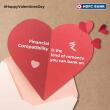 #HappyValentinesDay
HDFC BANK
Financial
Compatibility is the
kind of romance
you can bank on